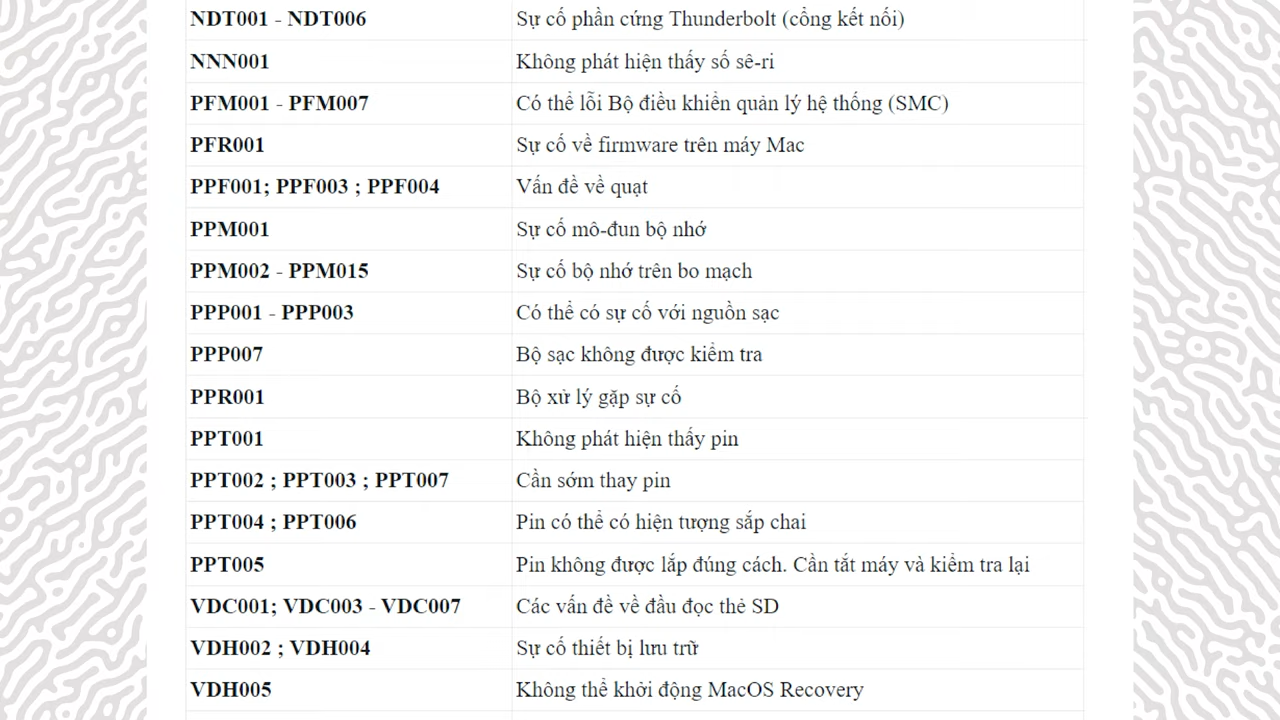 NDT001 - NDT006 Sự cố phần cứng Thunderbolt (cổng kết nối)
NNN001 Không phát hiện thấy số sê-ri
PFM001 - PFM007 Có thể lỗi Bộ điều khiển quản lý hệ thống (SMC)
PFR001 Sự cố về firmware trên máy Mac
PPF001; PPF003 ; PPF004 Vấn đề về quạt
PPM001 Sự cố mô-đun bộ nhớ
PPM002 - PPM015 Sự cố bộ nhớ trên bo mạch
PPP001 - PPP003 Có thể có sự cố với nguồn sạc
PPP007 Bộ sạc không được kiểm tra
PPR001 Bộ xử lý gặp sự cố
PPT001 Không phát hiện thấy pin
PPT002 ; PPT003 ; PPT007 Cần sớm thay pin
PPT004 ; PPT006 Pin có thể có hiện tượng sắp chai
PPT005 Pin không được lắp đúng cách. Cần tắt máy và kiểm tra lại
VDC001; VDC003 - VDC007 Các vấn đề về đầu đọc thẻ SD
VDH002 ; VDH004 Sự cố thiết bị lưu trữ
VDH005 Không thể khởi động MacOS Recovery